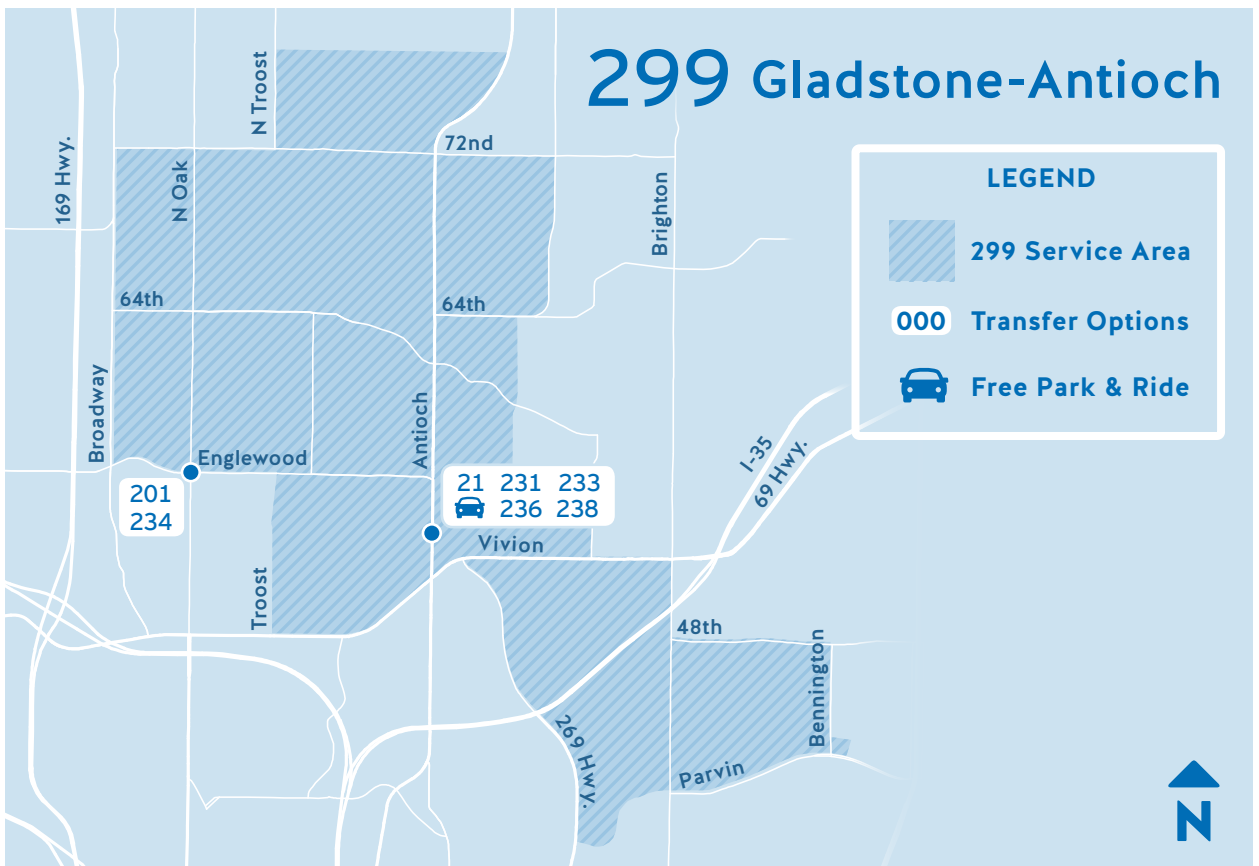 299 Gladstone-Antioch
LEGEND
299 Service Area
000 Transfer Options
Free Park & Ride
N Troost
72nd
169 Hwy.
N Oak
Brighton
64th
64th
Broadway
Antioch
Englewood
201
234
21 231 233
236 238
I-35
69 Hwy.
Vivion
Troost
48th
Bennington
269 Hwy.
Parvin
N